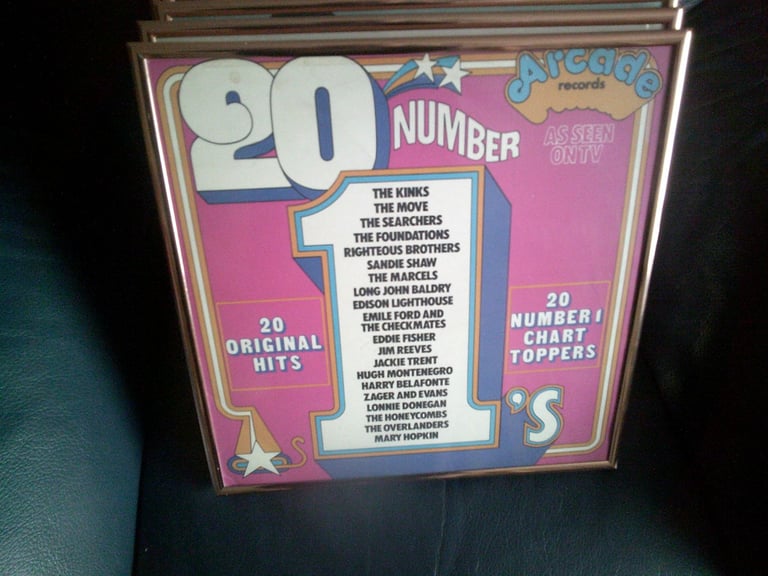 20
NUMBER
Arcade
records
AS SEEN
ON TV
1
THE KINKS
THE MOVE
THE SEARCHERS
THE FOUNDATIONS
RIGHTEOUS BROTHERS
SANDIE SHAW
THE MARCELS
LONG JOHN BALDRY
EDISON LIGHTHOUSE
EMILE FORD AND
THE CHECKMATES
EDDIE FISHER
JIM REEVES
JACKIE TRENT
HUGH MONTENEGRO
HARRY BELAFONTE
ZAGER AND EVANS
LONNIE DONEGAN
THE HONEYCOMBS
THE OVERLANDERS
MARY HOPKIN
'S
20
ORIGINAL
HITS
20
NUMBER 1
CHART
TOPPERS